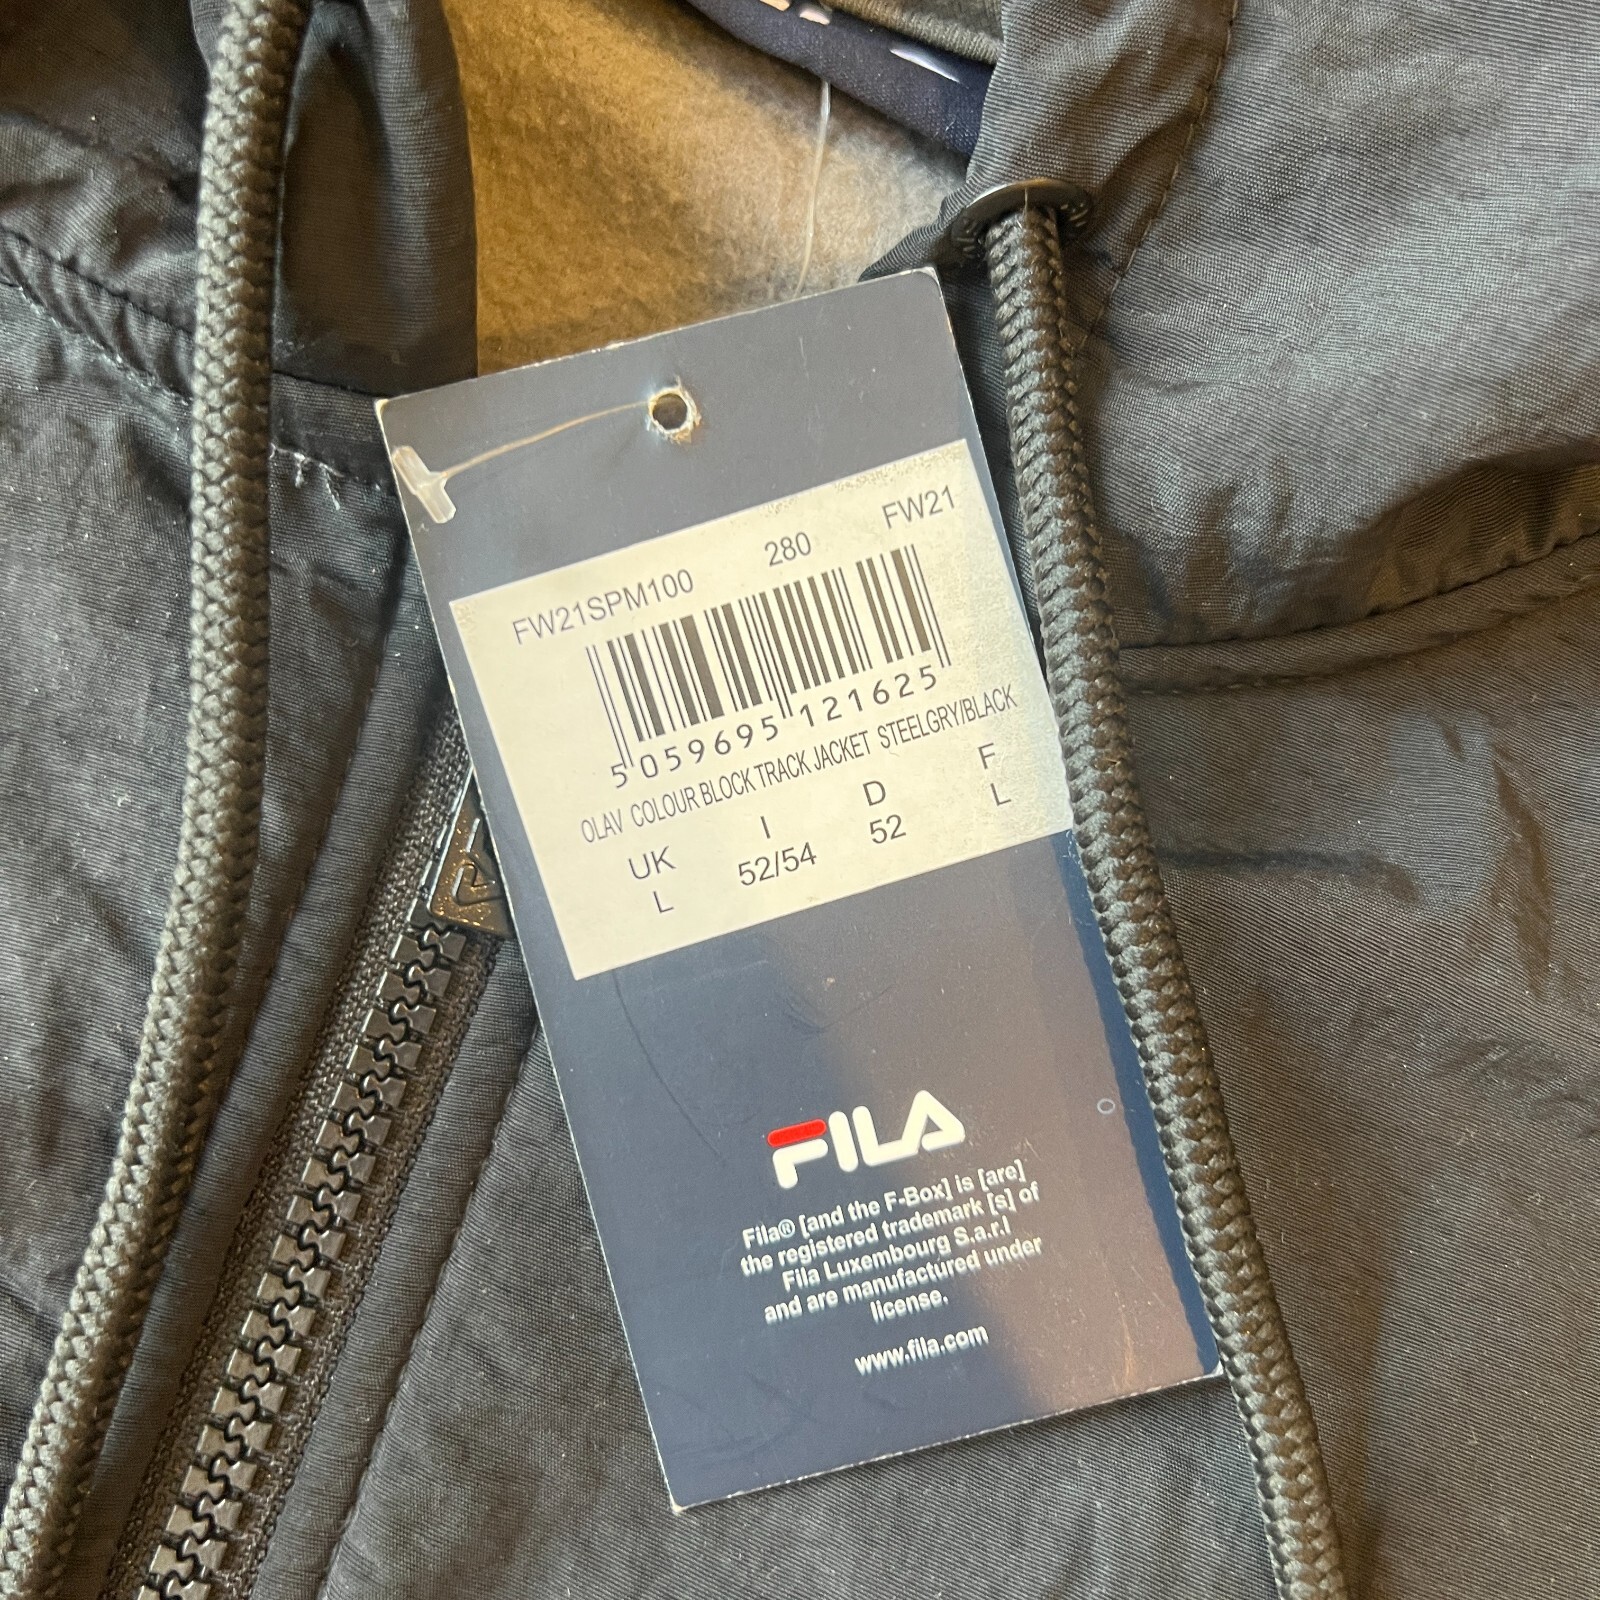 FW21SPM100 280 FW21
5 059695 121625
OLAV COLOUR BLOCK TRACK JACKET STEELGRY/BLACK
UK I D F
L 52/54 52 L
FILA
Fila® [and the F-Box] is [are]
the registered trademark [s] of
Fila Luxembourg S.a.r.l
and are manufactured under
license.
www.fila.com